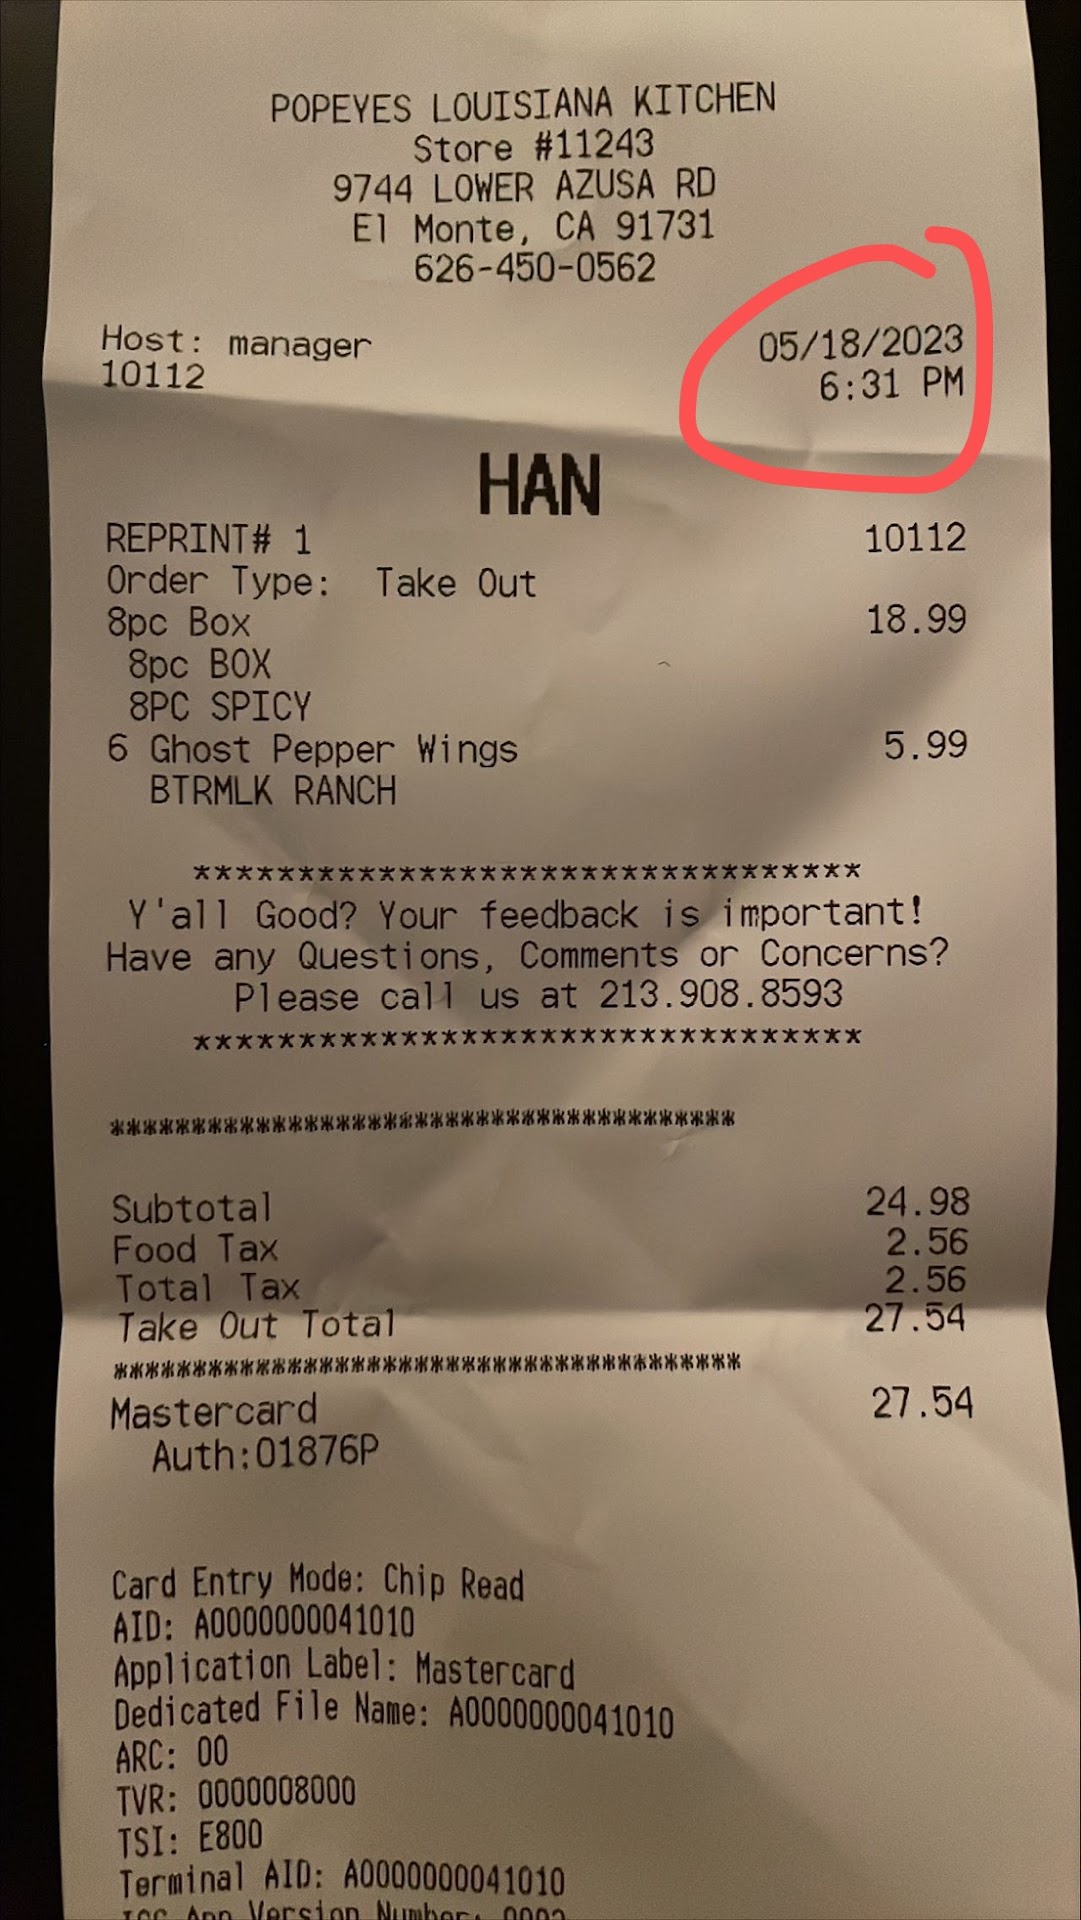 POPEYES LOUISIANA KITCHEN
Store #11243
9744 LOWER AZUSA RD
El Monte, CA 91731
626-450-0562
Host: manager 05/18/2023
10112 6:31 PM
HAN
REPRINT# 1 10112
Order Type: Take Out
8pc Box 18.99
8pc BOX
8PC SPICY
6 Ghost Pepper Wings 5.99
BTRMLK RANCH
********************************
Y'all Good? Your feedback is important!
Have any Questions, Comments or Concerns?
Please call us at 213.908.8593
********************************
****************************************
Subtotal 24.98
Food Tax 2.56
Total Tax 2.56
Take Out Total 27.54
****************************************
Mastercard 27.54
Auth:01876P
Card Entry Mode: Chip Read
AID: A0000000041010
Application Label: Mastercard
Dedicated File Name: A0000000041010
ARC: 00
TVR: 0000008000
TSI: E800
Terminal AID: A0000000041010
ICC App Version Number: 0002